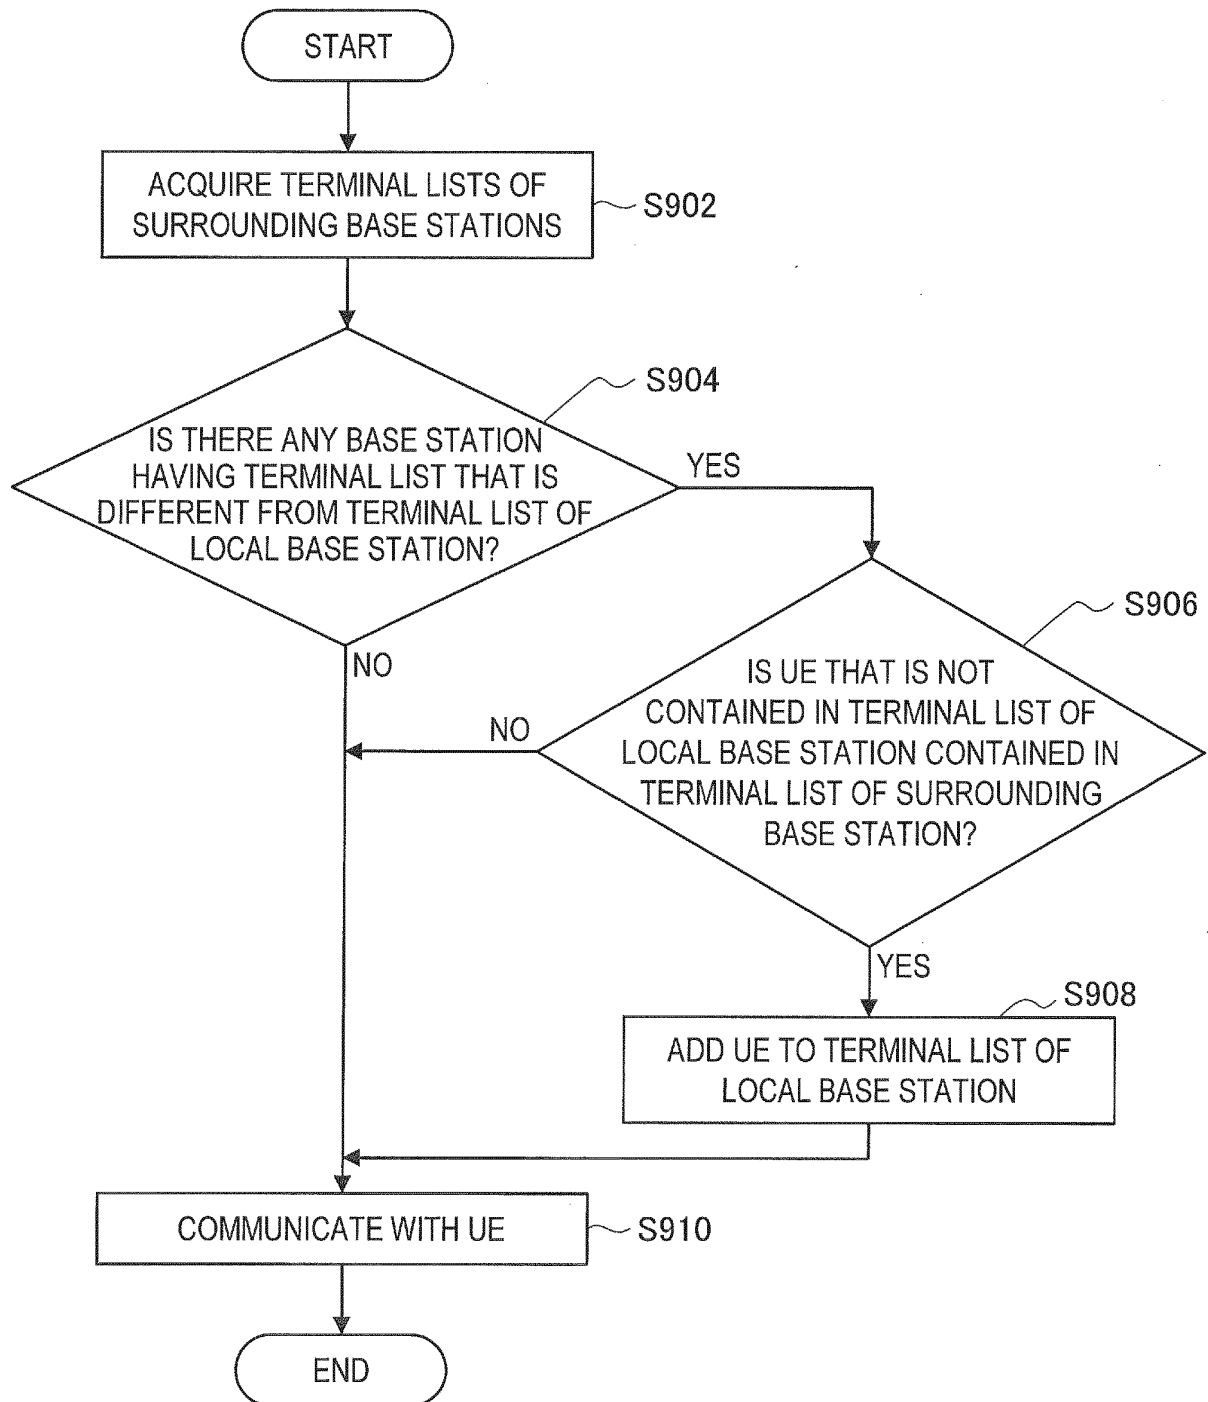 START
ACQUIRE TERMINAL LISTS OF
SURROUNDING BASE STATIONS
S902
S904
IS THERE ANY BASE STATION
HAVING TERMINAL LIST THAT IS
DIFFERENT FROM TERMINAL LIST OF
LOCAL BASE STATION?
YES
NO
S906
IS UE THAT IS NOT
CONTAINED IN TERMINAL LIST OF
LOCAL BASE STATION CONTAINED IN
TERMINAL LIST OF SURROUNDING
BASE STATION?
NO
YES
S908
ADD UE TO TERMINAL LIST OF
LOCAL BASE STATION
COMMUNICATE WITH UE
S910
END